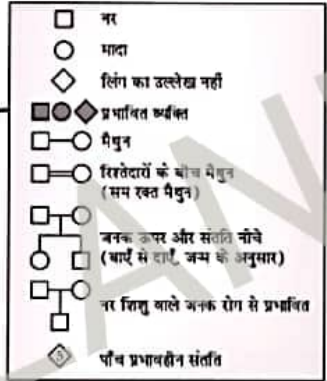 नर
मादा
लिंग का उल्लेख नहीं
प्रभावित व्यक्ति
मैथुन
रिश्तेदारों के बीच मैथुन
(सम रक्त मैथुन)
जनक ऊपर और संतति नीचे
(बाएँ से दाएँ, जन्म के अनुसार)
नर शिशु वाले जनक रोग से प्रभावित
5 पाँच प्रभावहीन संतति